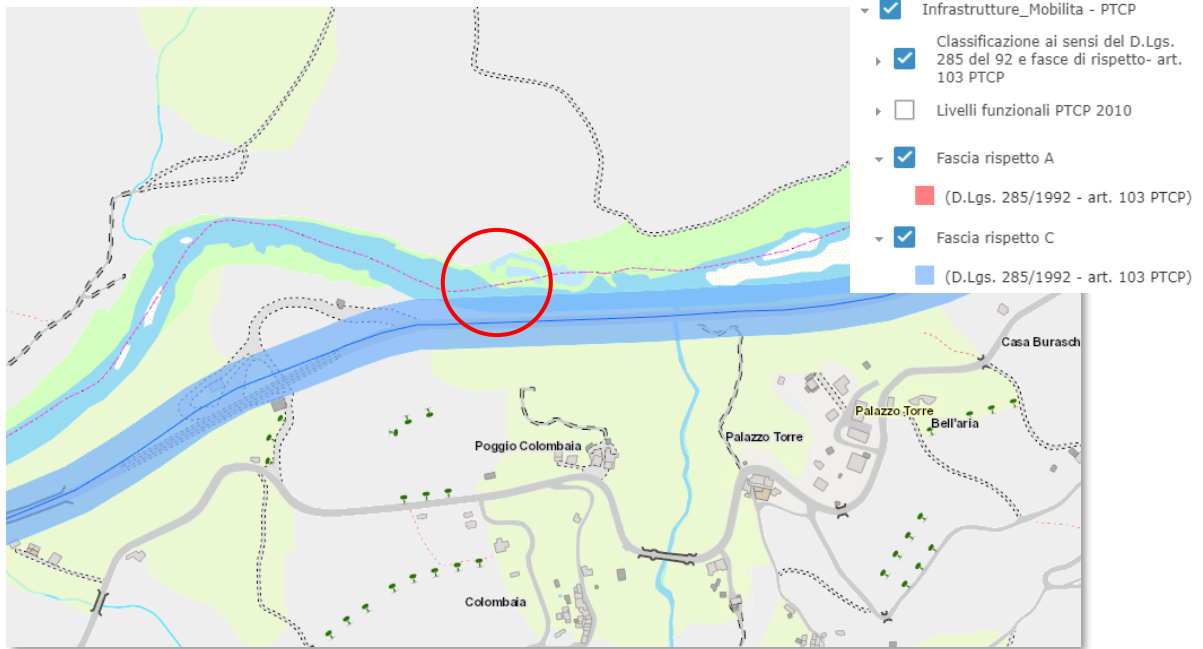 Infrastrutture_Mobilita - PTCP
Classificazione ai sensi del D.Lgs.
285 del 92 e fasce di rispetto- art.
103 PTCP
Livelli funzionali PTCP 2010
Fascia rispetto A
(D.Lgs. 285/1992 - art. 103 PTCP)
Fascia rispetto C
(D.Lgs. 285/1992 - art. 103 PTCP)
Casa Burasch
Palazzo Torre
Bell'aria
Palazzo Torre
Poggio Colombaia
Colombaia